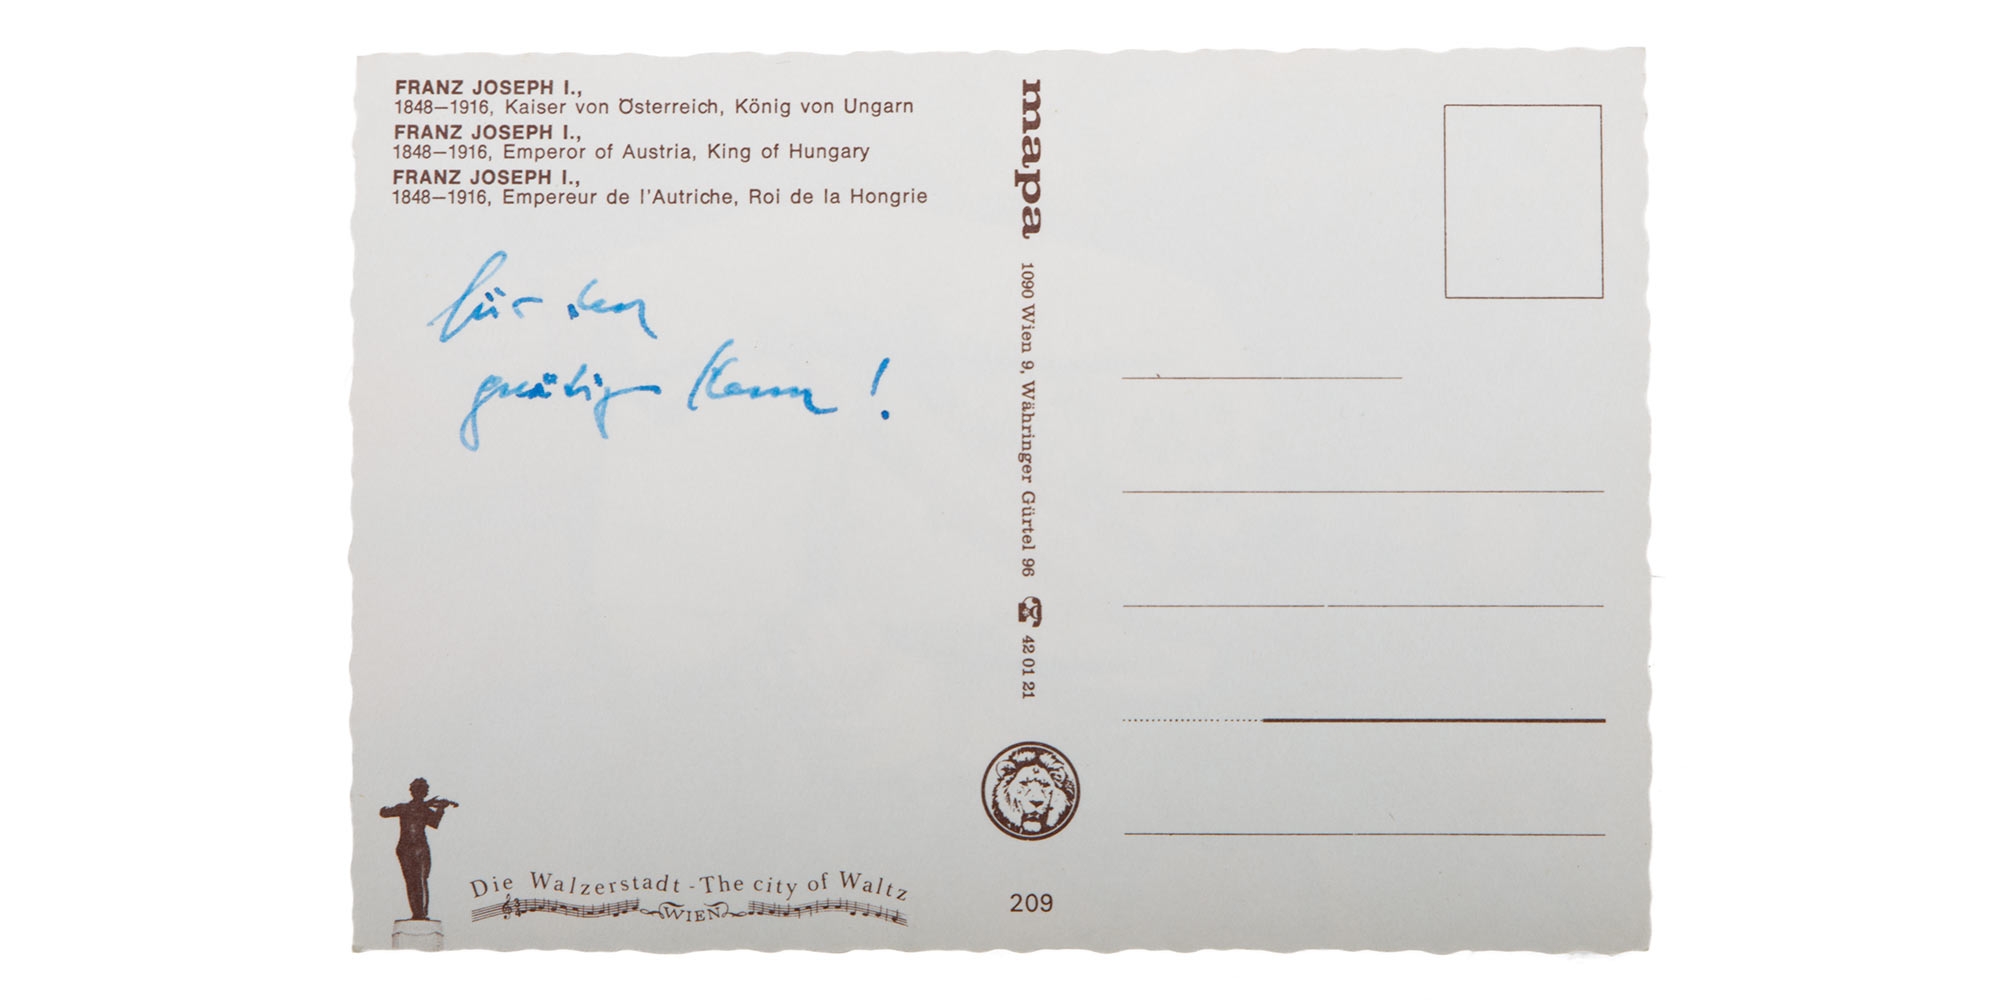 FRANZ JOSEPH I.,
1848—1916, Kaiser von Österreich, König von Ungarn
FRANZ JOSEPH I.,
1848—1916, Emperor of Austria, King of Hungary
FRANZ JOSEPH I.,
1848—1916, Empereur de l'Autriche, Roi de la Hongrie
für den
gnädigen Herrn!
mapa 1090 Wien 9, Währinger Gürtel 96 42 01 21
Die Walzerstadt - The city of Waltz
WIEN
209